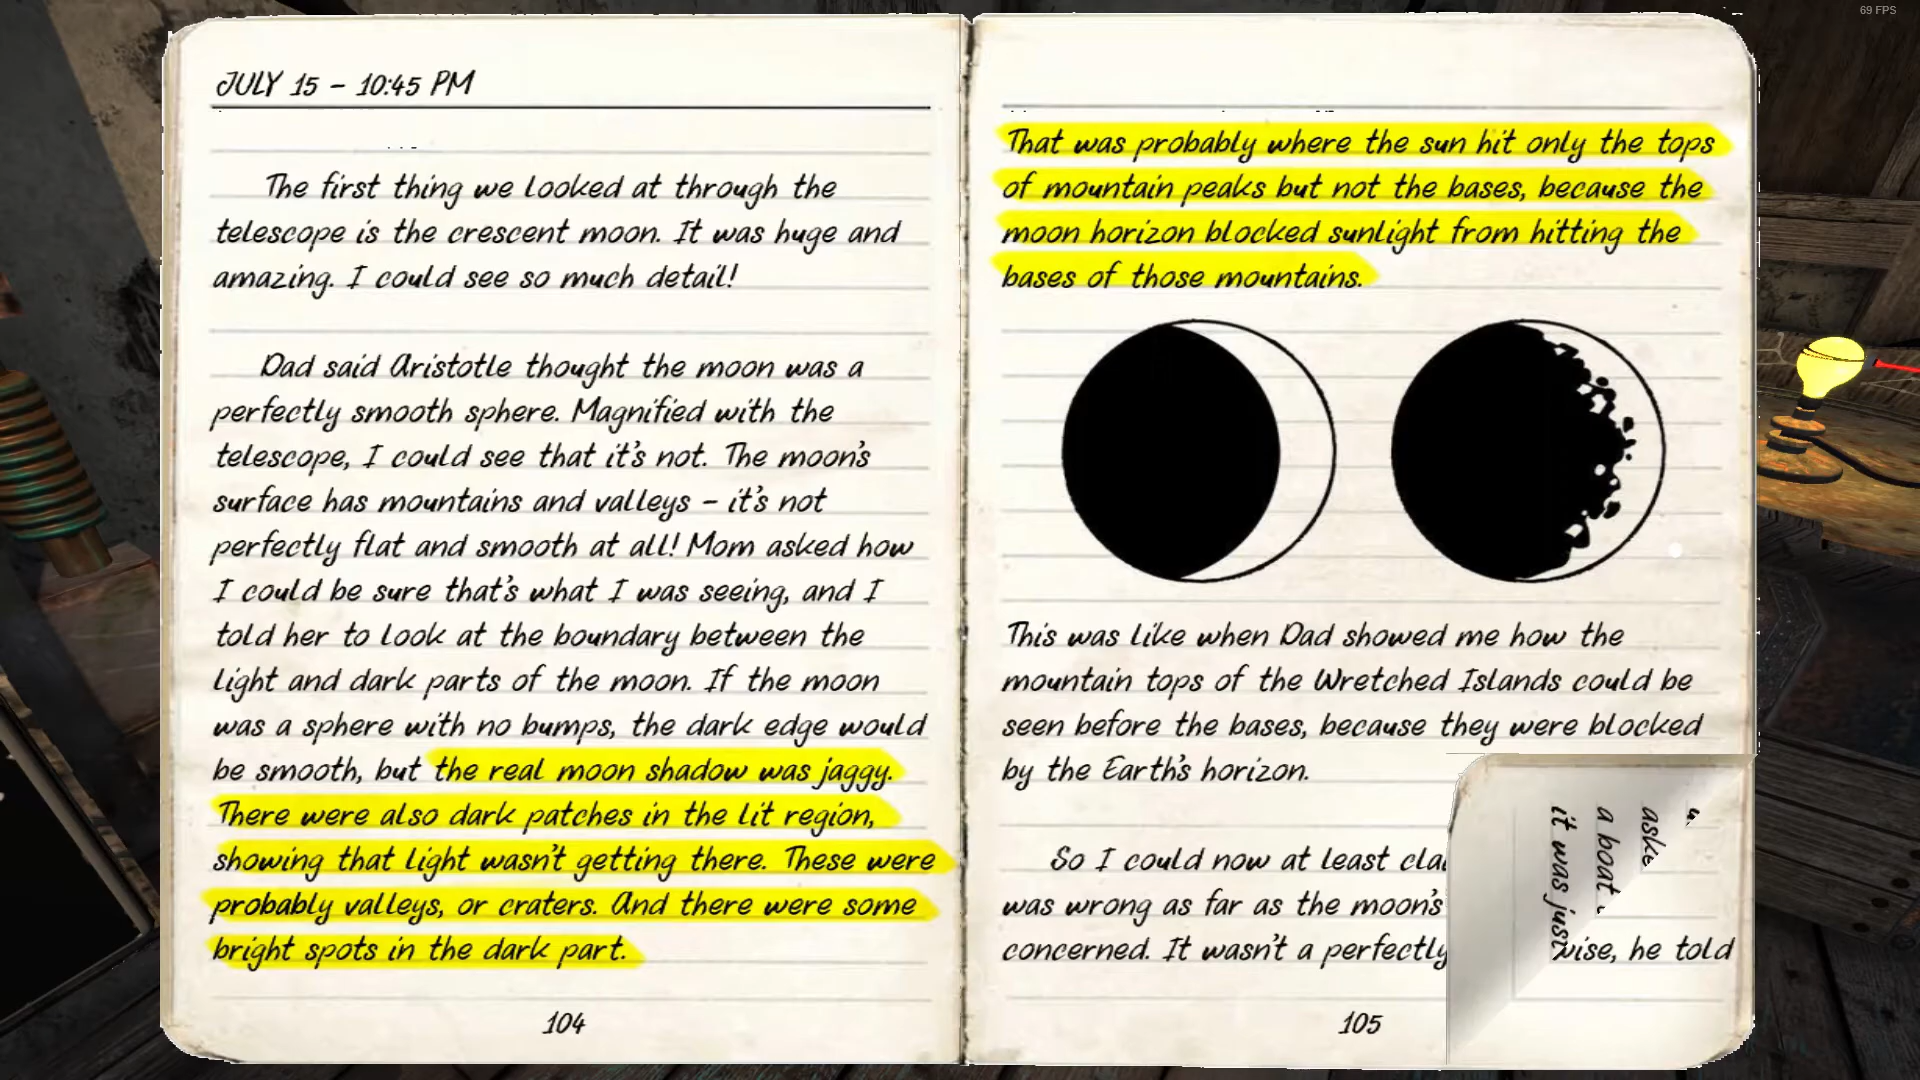 69 FPS
JULY 15 - 10:45 PM
The first thing we looked at through the
telescope is the crescent moon. It was huge and
amazing. I could see so much detail!
Dad said Aristotle thought the moon was a
perfectly smooth sphere. Magnified with the
telescope, I could see that it's not. The moon's
surface has mountains and valleys - it's not
perfectly flat and smooth at all! Mom asked how
I could be sure that's what I was seeing, and I
told her to look at the boundary between the
light and dark parts of the moon. If the moon
was a sphere with no bumps, the dark edge would
be smooth, but the real moon shadow was jaggy.
There were also dark patches in the lit region,
showing that light wasn't getting there. These were
probably valleys, or craters. And there were some
bright spots in the dark part.
104
That was probably where the sun hit only the tops
of mountain peaks but not the bases, because the
moon horizon blocked sunlight from hitting the
bases of those mountains.
This was like when Dad showed me how the
mountain tops of the Wretched Islands could be
seen before the bases, because they were blocked
by the Earth's horizon.
So I could now at least
was wrong as far as the moon's
concerned. It wasn't a perfectly
he told
105
a boat
it was just